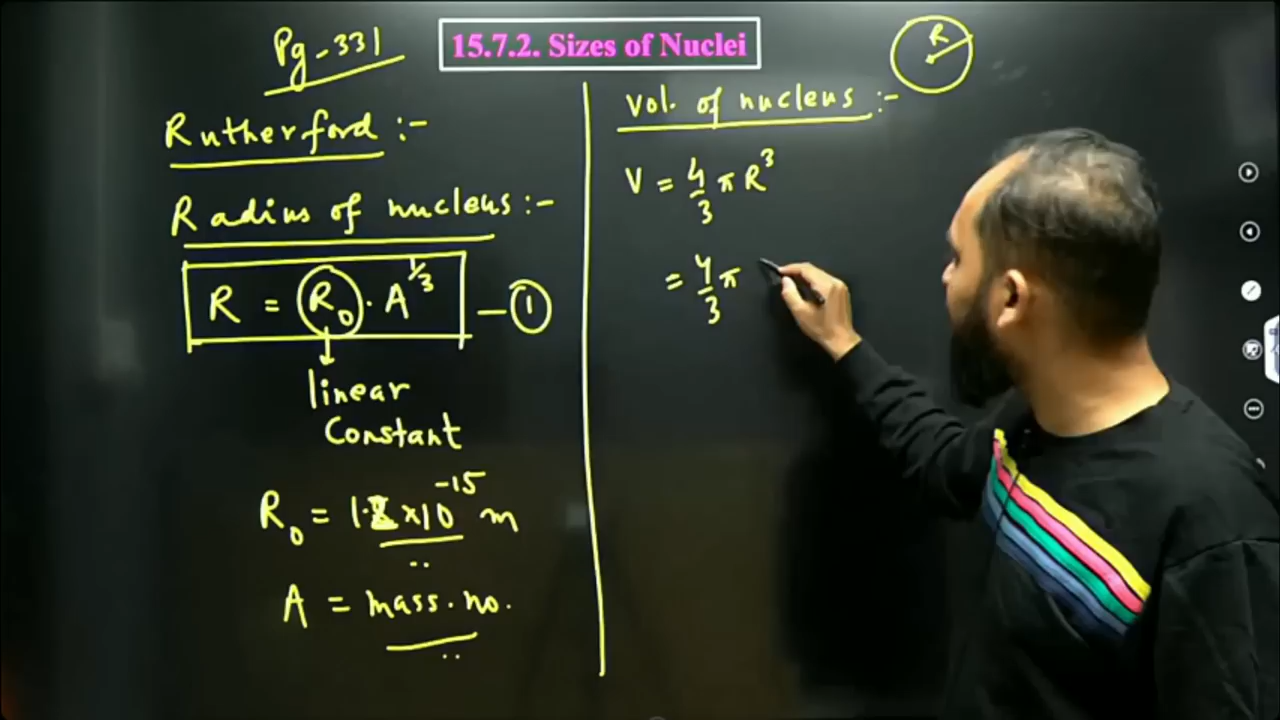 Pg-331
15.7.2. Sizes of Nuclei
R
Rutherford :-
Radius of nucleus :-
R = R₀ · A^1/3 — ①
linear
Constant
R₀ = 1.2 × 10^-15 m
A = mass. no.
Vol. of nucleus :-
V = 4/3 π R³
= 4/3 π